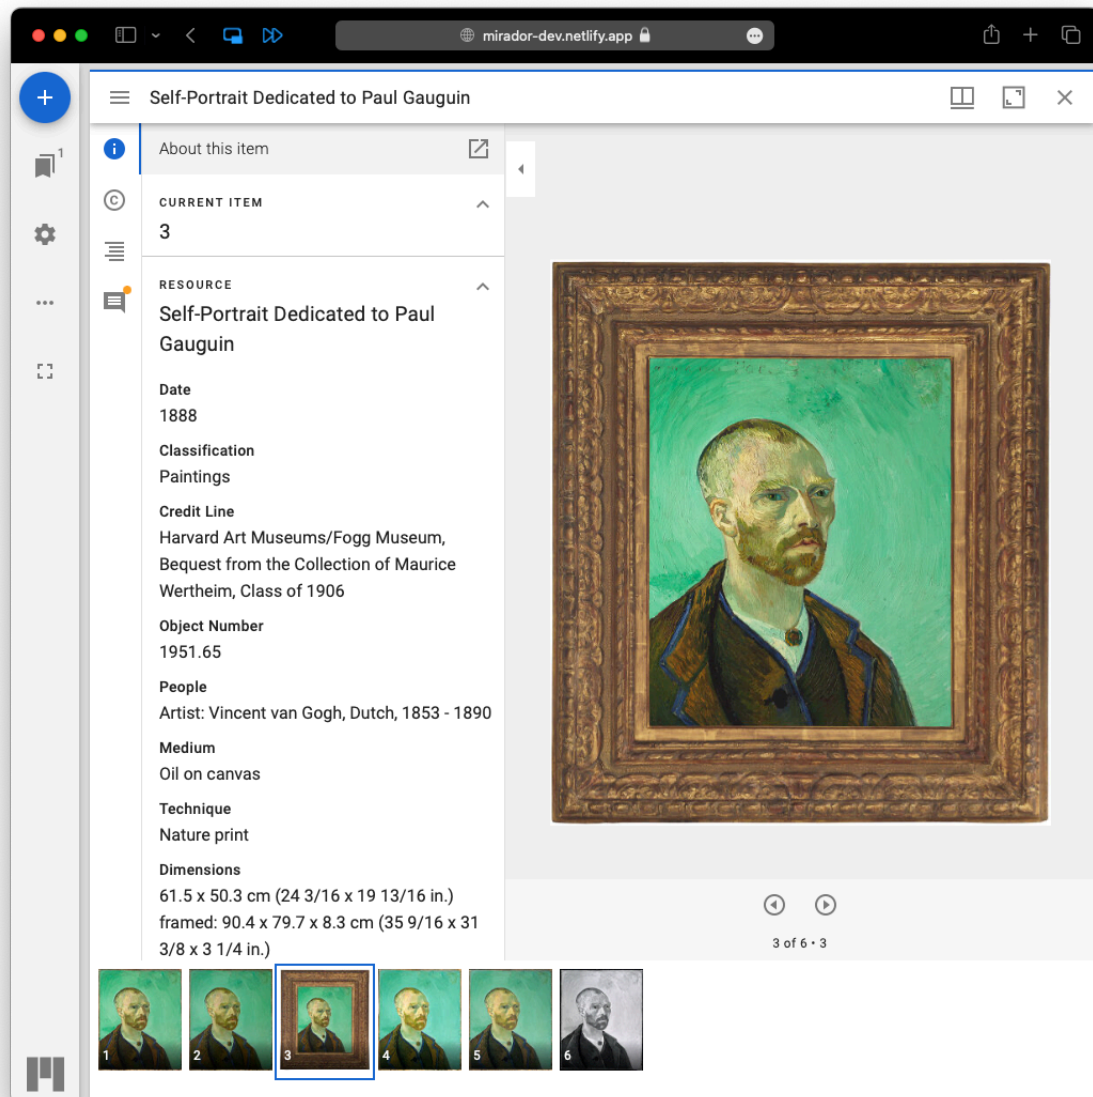 mirador-dev.netlify.app
Self-Portrait Dedicated to Paul Gauguin
1
About this item
CURRENT ITEM
3
RESOURCE
Self-Portrait Dedicated to Paul
Gauguin
Date
1888
Classification
Paintings
Credit Line
Harvard Art Museums/Fogg Museum,
Bequest from the Collection of Maurice
Wertheim, Class of 1906
Object Number
1951.65
People
Artist: Vincent van Gogh, Dutch, 1853 - 1890
Medium
Oil on canvas
Technique
Nature print
Dimensions
61.5 x 50.3 cm (24 3/16 x 19 13/16 in.)
framed: 90.4 x 79.7 x 8.3 cm (35 9/16 x 31
3/8 x 3 1/4 in.)
3 of 6 • 3
1
2
3
4
5
6